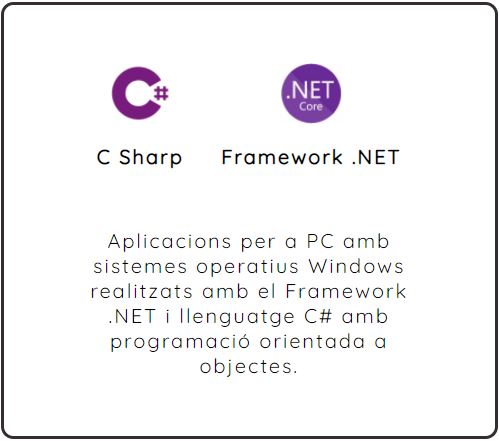 C#
.NET
Core
C Sharp
Framework .NET
Aplicacions per a PC amb
sistemes operatius Windows
realitzats amb el Framework
.NET i llenguatge C# amb
programació orientada a
objectes.